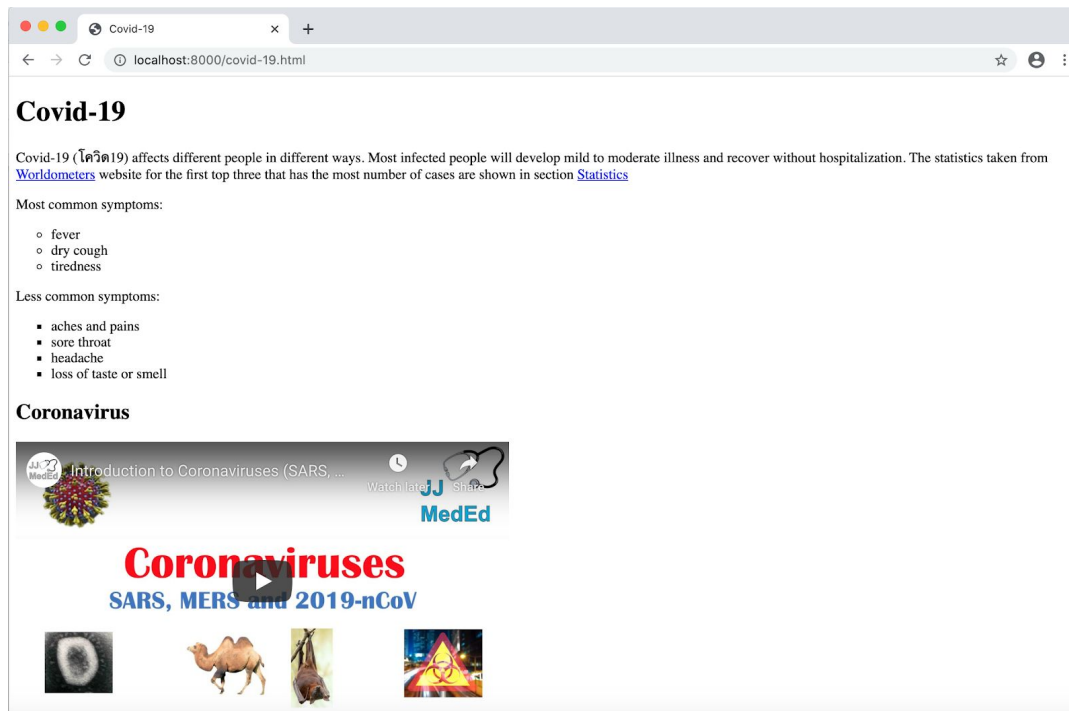 Covid-19
localhost:8000/covid-19.html
Covid-19
Covid-19 (โควิด19) affects different people in different ways. Most infected people will develop mild to moderate illness and recover without hospitalization. The statistics taken from
Worldometers website for the first top three that has the most number of cases are shown in section Statistics
Most common symptoms:
fever
dry cough
tiredness
Less common symptoms:
aches and pains
sore throat
headache
loss of taste or smell
Coronavirus
JJ MedEd
Introduction to Coronaviruses (SARS, ...
Watch later
Share
JJ
MedEd
Coronaviruses
SARS, MERS and 2019-nCoV